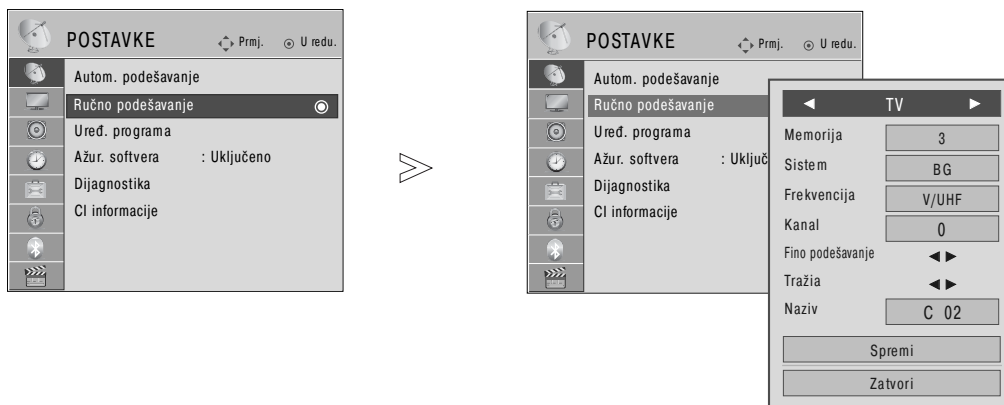 POSTAVKE Prmj. U redu.
Autom. podešavanje
Ručno podešavanje
Uređ. programa
Ažur. softvera : Uključeno
Dijagnostika
CI informacije
POSTAVKE Prmj. U redu.
Autom. podešavanje
Ručno podešavanje
Uređ. programa
Ažur. softvera : Uključ
Dijagnostika
CI informacije
◄ TV ►
Memorija 3
Sistem BG
Frekvencija V/UHF
Kanal 0
Fino podešavanje ◄ ►
Tražia ◄ ►
Naziv C 02
Spremi
Zatvori